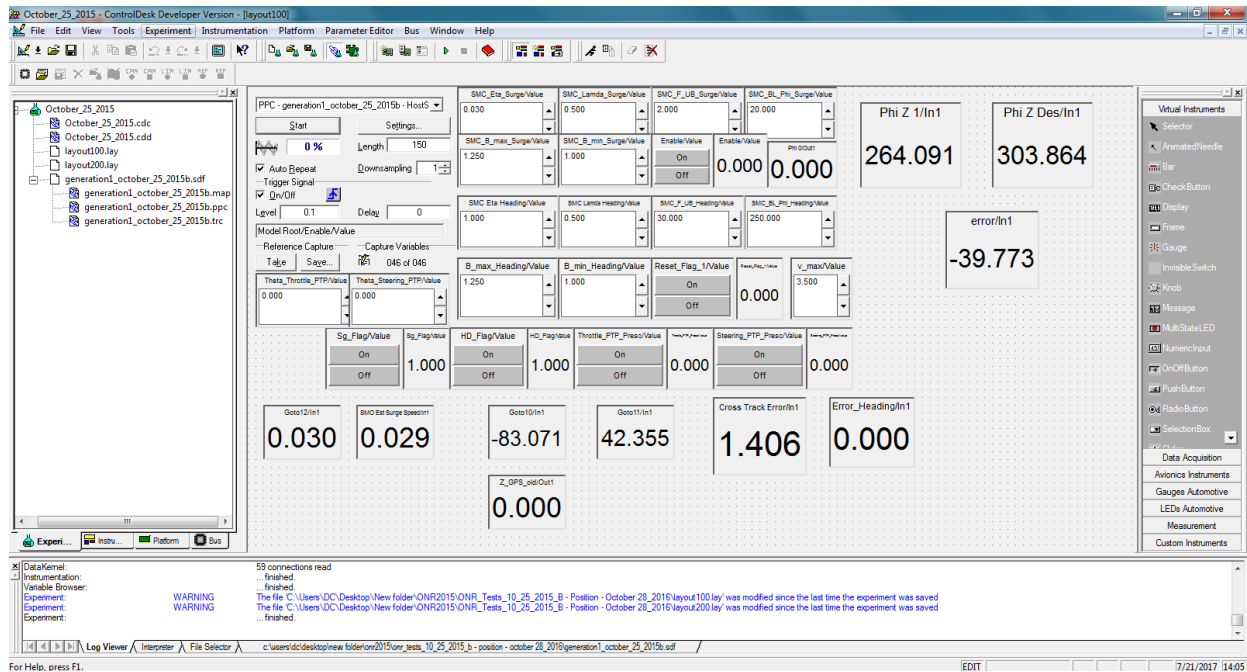 October_25_2015 - ControlDesk Developer Version - [layout100]
File Edit View Tools Experiment Instrumentation Platform Parameter Editor Bus Window Help
CAN CAN LIN LIN REF REF
October_25_2015
October_25_2015.cdc
October_25_2015.cdd
layout100.lay
layout200.lay
generation1_october_25_2015b.sdf
generation1_october_25_2015b.map
generation1_october_25_2015b.ppc
generation1_october_25_2015b.trc
Experi... Instru... Platform Bus
PPC - generation1_october_25_2015b - HostS
Start Settings...
0 % Length 150
Auto Repeat Downsampling 1
Trigger Signal
On/Off
Level 0.1 Delay 0
Model Root/Enable/Value
Reference Capture Capture Variables
Take Save... 046 of 046
Theta_Throttle_PTP/Value Theta_Steering_PTP/Value
0.000 0.000
SMC_Eta_Surge/Value SMC_Lamda_Surge/Value SMC_F_UB_Surge/Value SMC_BL_Phi_Surge/Value
0.030 0.500 2.000 20.000
SMC_B_max_Surge/Value SMC_B_min_Surge/Value Enable/Value Enable/Value Phi 0/Out1
1.250 1.000 On Off 0.000 0.000
SMC Eta Heading/Value SMC Lamda Heading/Value SMC_F_UB_Heading/Value SMC_BL_Phi_Heading/Value
1.000 0.500 30.000 250.000
B_max_Heading/Value B_min_Heading/Value Reset_Flag_1/Value Reset_Flag_1/Value v_max/Value
1.250 1.000 On Off 0.000 3.500
Sg_Flag/Value Sg_Flag/Value HD_Flag/Value HD_Flag/Value Throttle_PTP_Preso/Value Steering_PTP_Preso/Value
On Off 1.000 On Off 1.000 On Off 0.000 On Off 0.000
Phi Z 1/In1 Phi Z Des/In1
264.091 303.864
error/In1
-39.773
Goto12/In1 SMO Est Surge Speed/In1 Goto10/In1 Goto11/In1 Cross Track Error/In1 Error_Heading/In1
0.030 0.029 -83.071 42.355 1.406 0.000
Z_GPS_old/Out1
0.000
Virtual Instruments
Selector
AnimatedNeedle
Bar
CheckButton
Display
Frame
Gauge
InvisibleSwitch
Knob
Message
MultiStateLED
NumericInput
OnOffButton
PushButton
RadioButton
SelectionBox
Data Acquisition
Avionics Instruments
Gauges Automotive
LEDs Automotive
Measurement
Custom Instruments
DataKernel: 59 connections read
Instrumentation: ... finished.
Variable Browser: ... finished.
Experiment: WARNING The file 'C:\Users\DC\Desktop\New folder\ONR2015\ONR_Tests_10_25_2015_B - Position - October 28_2016\layout100.lay' was modified since the last time the experiment was saved
Experiment: WARNING The file 'C:\Users\DC\Desktop\New folder\ONR2015\ONR_Tests_10_25_2015_B - Position - October 28_2016\layout200.lay' was modified since the last time the experiment was saved
Experiment: ... finished.
Log Viewer Interpreter File Selector c:\users\dc\desktop\new folder\onr2015\onr_tests_10_25_2015_b - position - october 28_2016\generation1_october_25_2015b.sdf
For Help, press F1. EDIT 7/21/2017 14:05